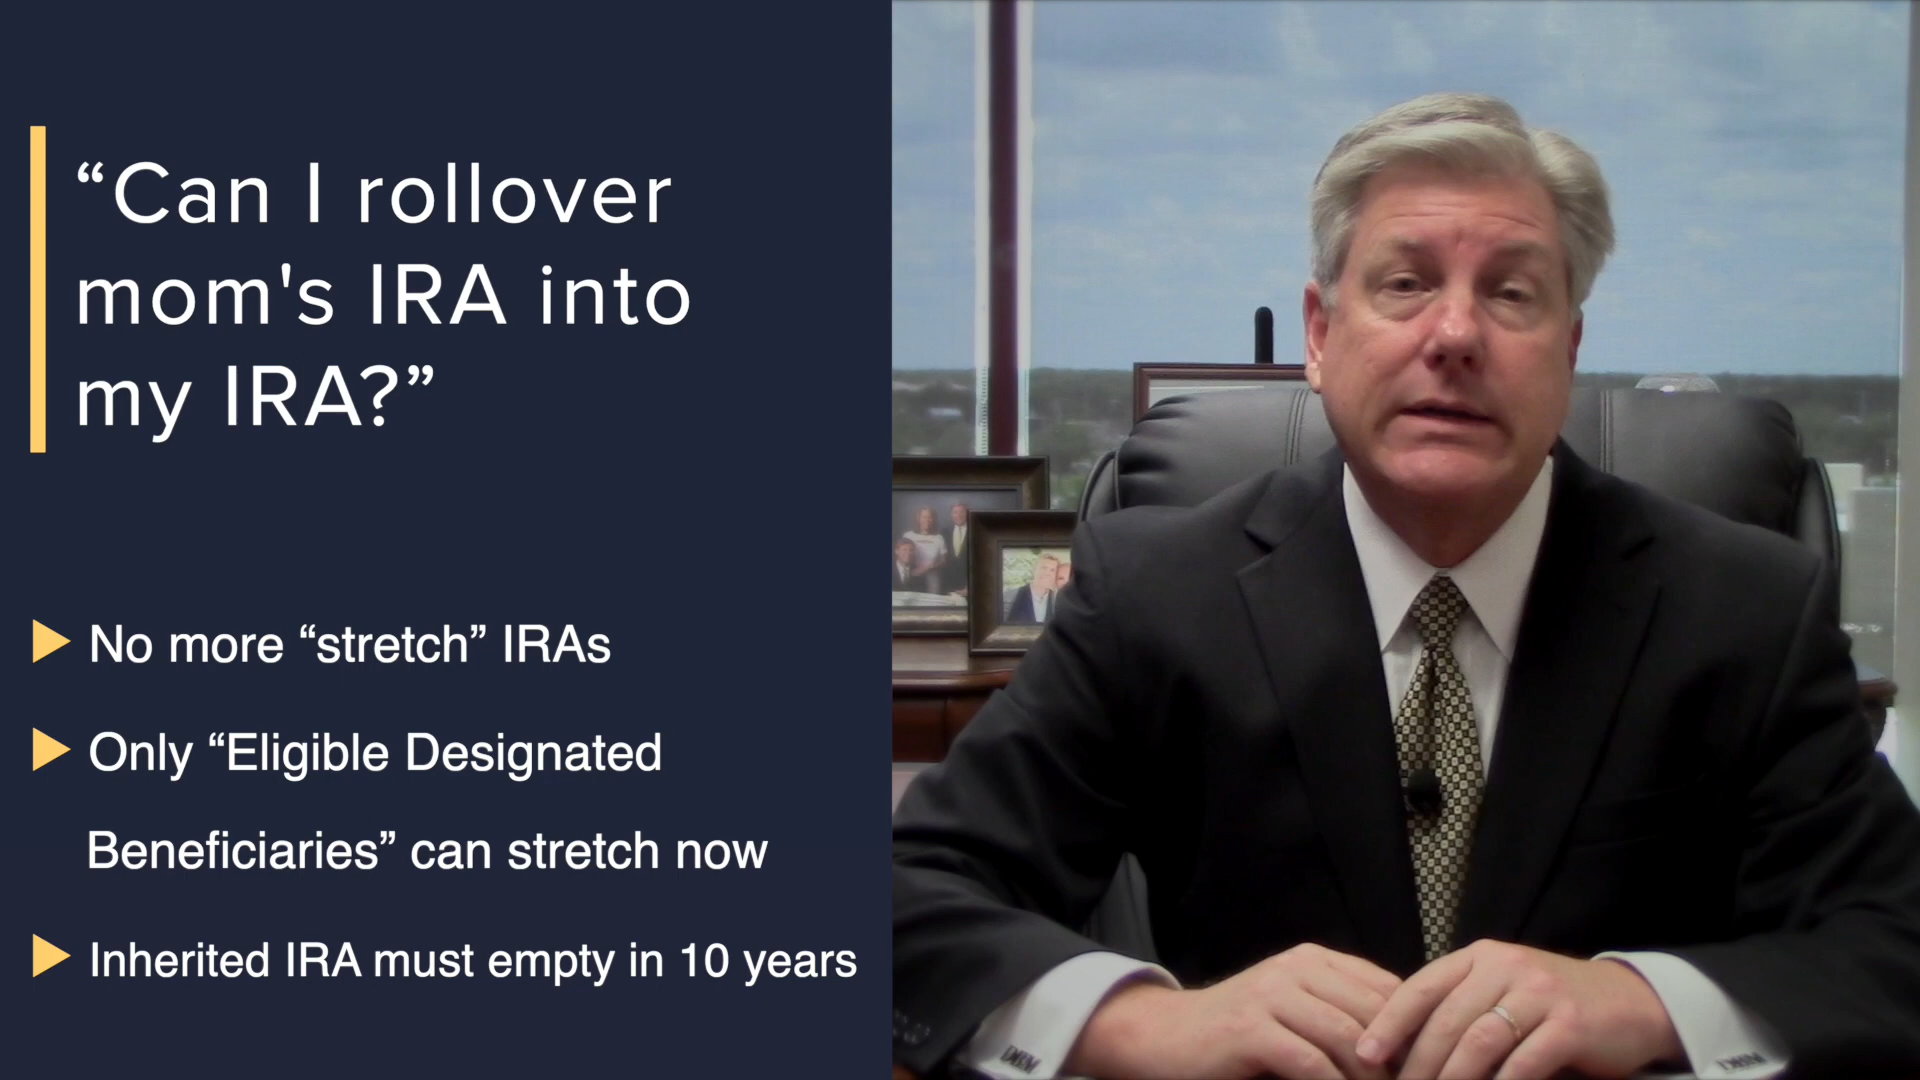 “Can I rollover
mom's IRA into
my IRA?”
No more “stretch” IRAs
Only “Eligible Designated
Beneficiaries” can stretch now
Inherited IRA must empty in 10 years